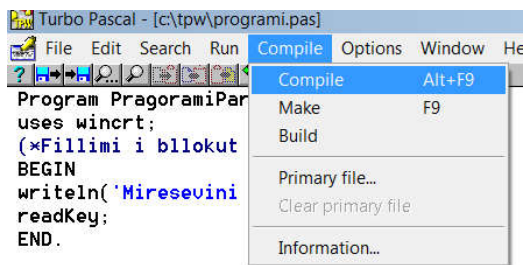 Turbo Pascal - [c:\tpw\programi.pas]
File Edit Search Run Compile Options Window He
Compile Alt+F9
Make F9
Build
Primary file...
Clear primary file
Information...
Program PragoramiPar
uses wincrt;
(*Fillimi i bllokut
BEGIN
writeln('Miresevini
readKey;
END.